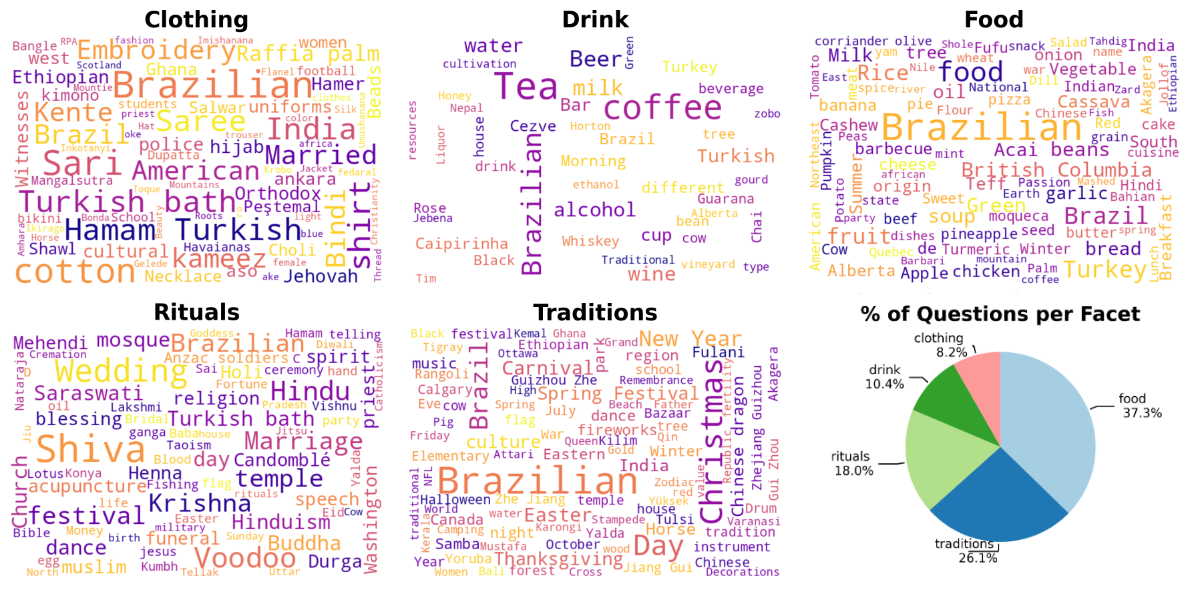 Clothing
Bangle RPA fashion Imishanana women
west Embroidery Raffia palm
Scotland Ghana
Ethiopian Brazilian Hamer
Mountie Flanel football
kimono students Salwar uniforms Silk clothes
Witnesses Kente priest Saree color Beads
Hat Umushanana
Brazil oke trouser India
Inkotanyi police hijab africa
Sari Dupatta Married
Mangalsutra American Krobo Jacket fedaral
Toque Mountains Orthodox ankara
Turkish bath Pestemal
bikini Bonda School Roots light
Ikirago Beauty Hamam Turkish blue
Amharan Horse Havaianas Bindi shirt Christianity
Shawl cultural Choli
Gelede female kameez
cotton Necklace aso ake Jehovah Thread
Drink
water Beer Green
cultivation Turkey
Tea milk beverage
Honey coffee
Nepal Bar zobo
resources house Cezve Horton tree
Liquor Brazil
drink Morning Turkish
ethanol different gourd
Brazilian Guarana
Rose alcohol Alberta
Jebena bean Chai
cup cow
Caipirinha Whiskey
Black Traditional vineyard type
Tim wine
Food
corriander olive Shole Fufu snack Salad Tahdig India
Milk yam tree wheat onion name
East meat Rice Nile food war Vegetable
Tomato spice river oil National Dill Indian Zard Akagera Jollof Ethiopian
banana pie Flour pizza Cassava
Chinese Fish
Cashew Brazilian Red cake
Peas grain South
Northeast Pumpkin barbecue mint Acai beans cuisine
cheese British Columbia
african Teff Passion Mashed Hindi
potato Summer origin Earth garlic Bahian
state Sweet Green
party beef soup moqueca Brazil
fruit pineapple seed butter spring
American dishes de Turmeric Winter bread Breakfast
Cow Quebec mountain
Barbari Palm Turkey Lunch
Alberta Apple chicken coffee
Rituals
Mehendi mosque Goddess Hamam telling
Cremation Brazilian Diwali
Nataraja Anzac soldiers c spirit Catholicism
Wedding Sai Holi ceremony hand
Fortune priest
Saraswati religion Hindu
oil Lakshmi Pradesh Vishnu
blessing Bridal Turkish bath party
Jiu ganga Babahouse Jitsu
Shiva Taoism Marriage
Blood day Candomblé Yalda
Church Lotus Konya Henna
acupuncture Fishing flag temple
life rituals speech
festival Krishna Eid Cow Washington
Bible Money Easter Hinduism
birth military Sunday
dance funeral Buddha
egg jesus
muslim Kumbh Voodoo Durga
North Tellak Uttar
Traditions
Black festival Kemal Ghana park New Year
Tigray Ethiopian Grand
music Ottawa Carnival region Fulani
Rangoli Brazil school
Calgary Guizhou Zhe Remembrance
High Spring Festival fertility
Eve cow Spring July Beach Father
Pig flag dance Bazaar dragon Akagera
Friday culture War fireworks tree
Queen Kilim Qin Christmas Guizhou
Elementary Attari Eastern Gold Winter
India
NFL Brazilian Zodiac value Republic Chinese Zhejiang
traditional Halloween Zhe Jiang temple red Gui Zhou
World Yüksek
Kerala Canada water Easter house Drum
Camping Stampede Tulsi Varanasi
night Karongi Yalda Horse tradition
Samba Mustafa October wood Day instrument
Year Yoruba Thanksgiving Chinese
Women Bali forest Cross Jiang Gui Decorations
% of Questions per Facet
clothing
8.2%
drink
10.4%
food
37.3%
rituals
18.0%
traditions
26.1%